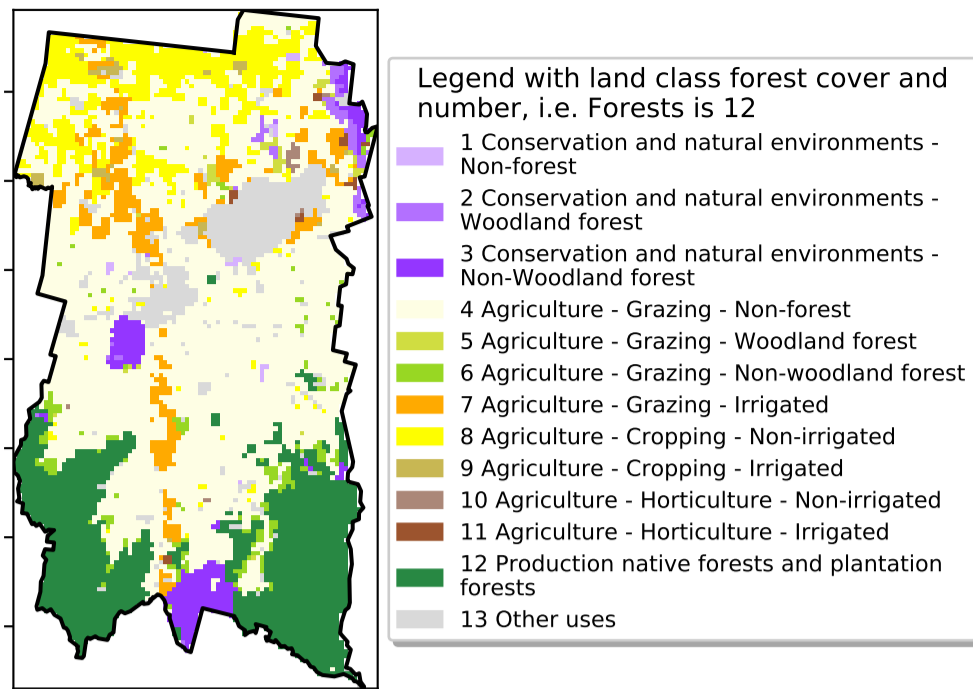 Legend with land class forest cover and
number, i.e. Forests is 12
1 Conservation and natural environments -
Non-forest
2 Conservation and natural environments -
Woodland forest
3 Conservation and natural environments -
Non-Woodland forest
4 Agriculture - Grazing - Non-forest
5 Agriculture - Grazing - Woodland forest
6 Agriculture - Grazing - Non-woodland forest
7 Agriculture - Grazing - Irrigated
8 Agriculture - Cropping - Non-irrigated
9 Agriculture - Cropping - Irrigated
10 Agriculture - Horticulture - Non-irrigated
11 Agriculture - Horticulture - Irrigated
12 Production native forests and plantation
forests
13 Other uses